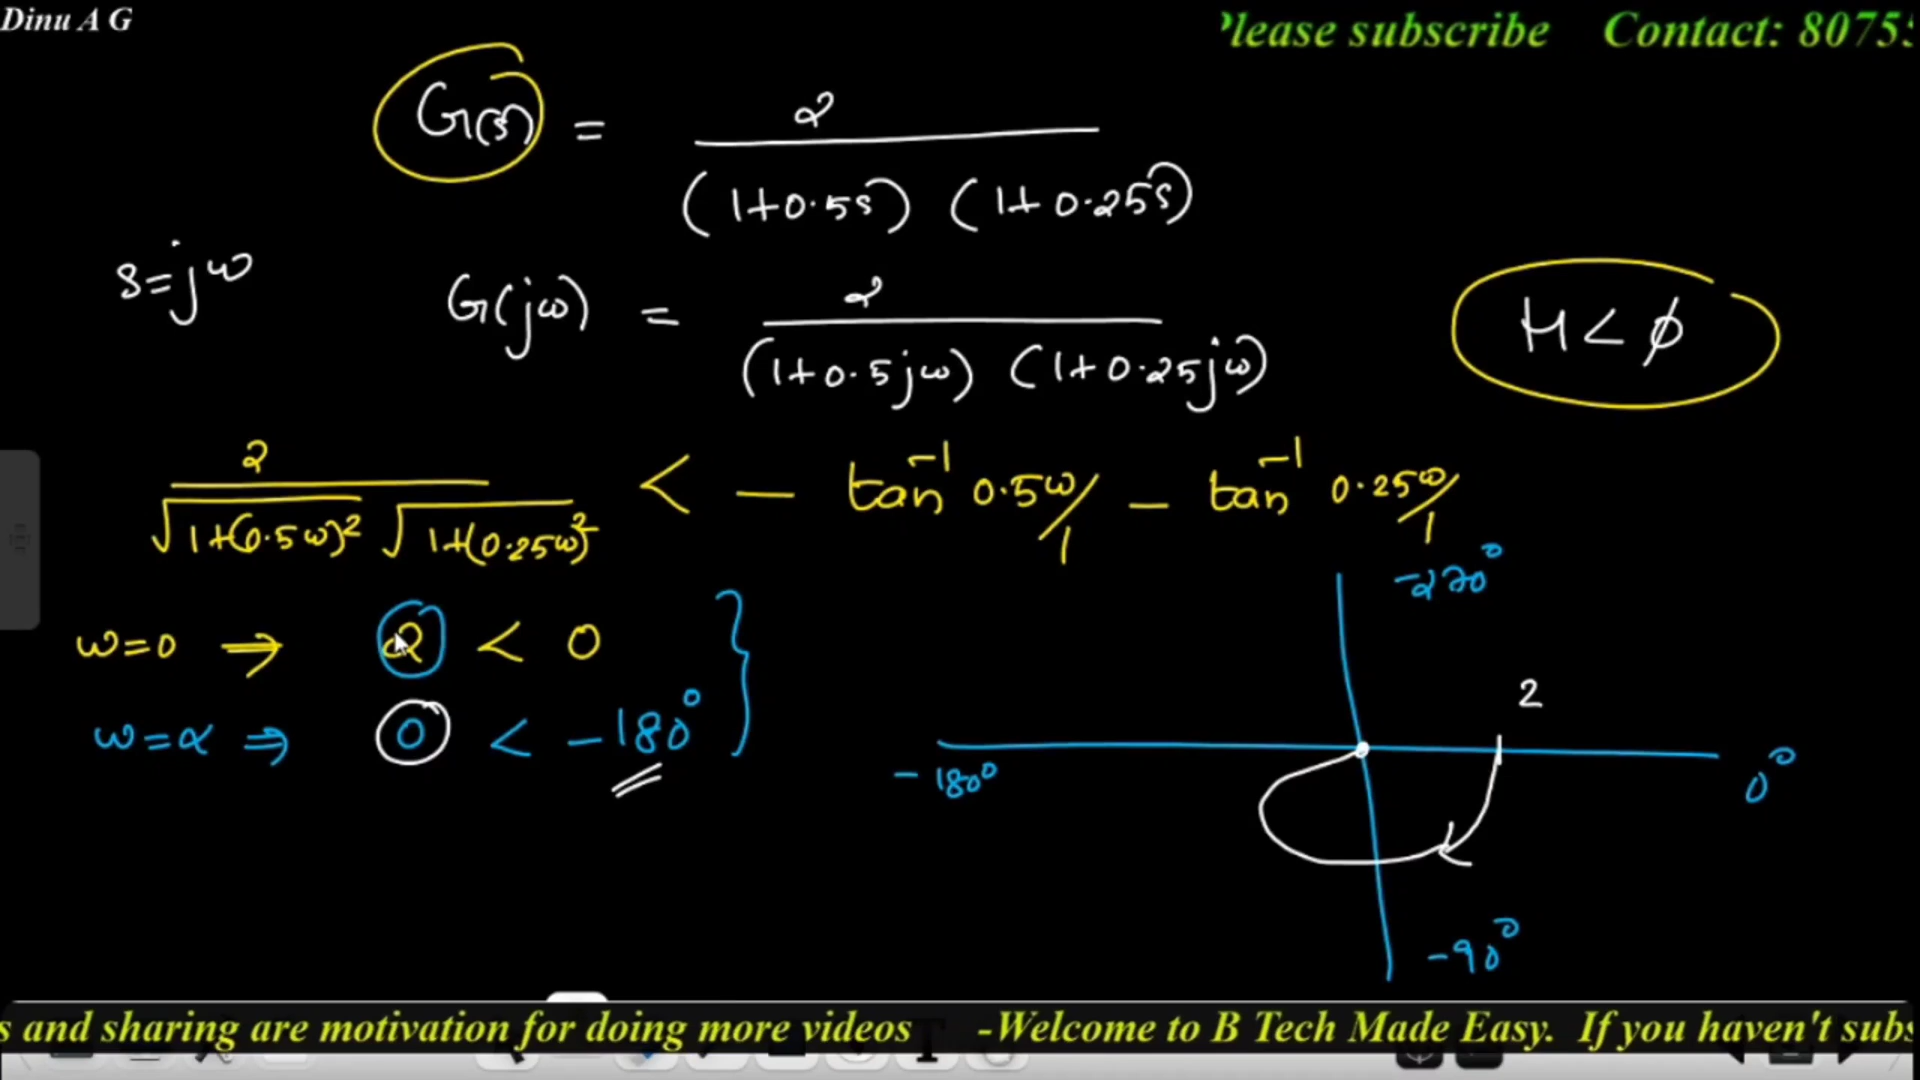 Dinu A G
Please subscribe Contact: 8075
G(s) = 2 / (1+0.5s) (1+0.25s)
s=jω
G(jω) = 2 / (1+0.5jω) (1+0.25jω)
M<ϕ
2 / √1+(0.5ω)² √1+(0.25ω)² < - tan⁻¹ 0.5ω/1 - tan⁻¹ 0.25ω/1
-270°
ω=0 ⇒ 2 < 0
2
ω=α ⇒ 0 < -180°
-180°
0°
-90°
s and sharing are motivation for doing more videos -Welcome to B Tech Made Easy. If you haven't subs